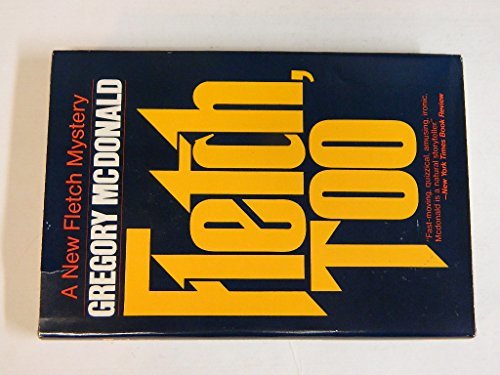 A New Fletch Mystery
GREGORY MCDONALD
Fletch,
Too
"Fast-moving, quizzical, amusing, ironic,
Mcdonald is a natural storyteller."
—New York Times Book Review